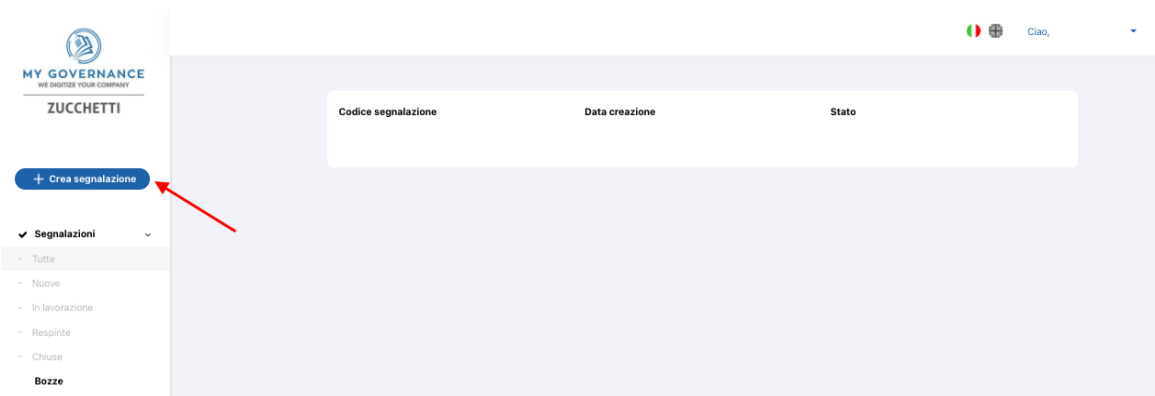 MY GOVERNANCE
WE DIGITIZE YOUR COMPANY
ZUCCHETTI
Ciao,
Codice segnalazione Data creazione Stato
+ Crea segnalazione
Segnalazioni
- Tutte
- Nuove
- In lavorazione
- Respinte
- Chiuse
Bozze